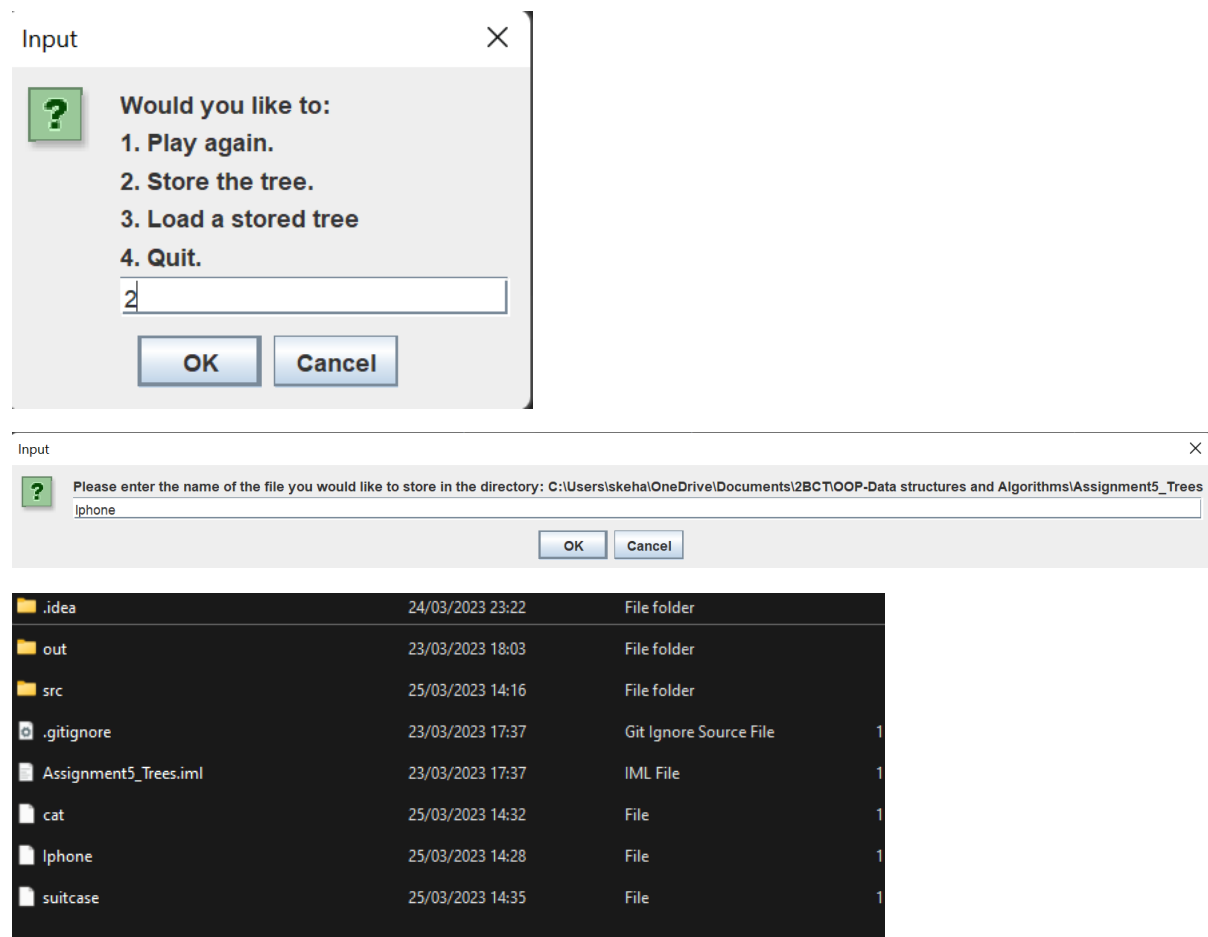 Input
Would you like to:
1. Play again.
2. Store the tree.
3. Load a stored tree
4. Quit.
2
OK Cancel
Input
Please enter the name of the file you would like to store in the directory: C:\Users\skeha\OneDrive\Documents\2BCT\OOP-Data structures and Algorithms\Assignment5_Trees
Iphone
OK Cancel
.idea 24/03/2023 23:22 File folder
out 23/03/2023 18:03 File folder
src 25/03/2023 14:16 File folder
.gitignore 23/03/2023 17:37 Git Ignore Source File 1
Assignment5_Trees.iml 23/03/2023 17:37 IML File 1
cat 25/03/2023 14:32 File 1
Iphone 25/03/2023 14:28 File 1
suitcase 25/03/2023 14:35 File 1